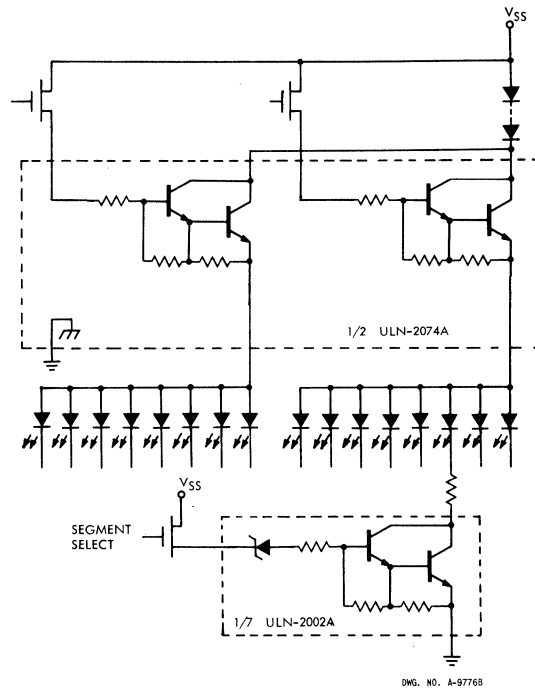 VSS
1/2 ULN-2074A
VSS
SEGMENT
SELECT
1/7 ULN-2002A
DWG. NO. A-9776B